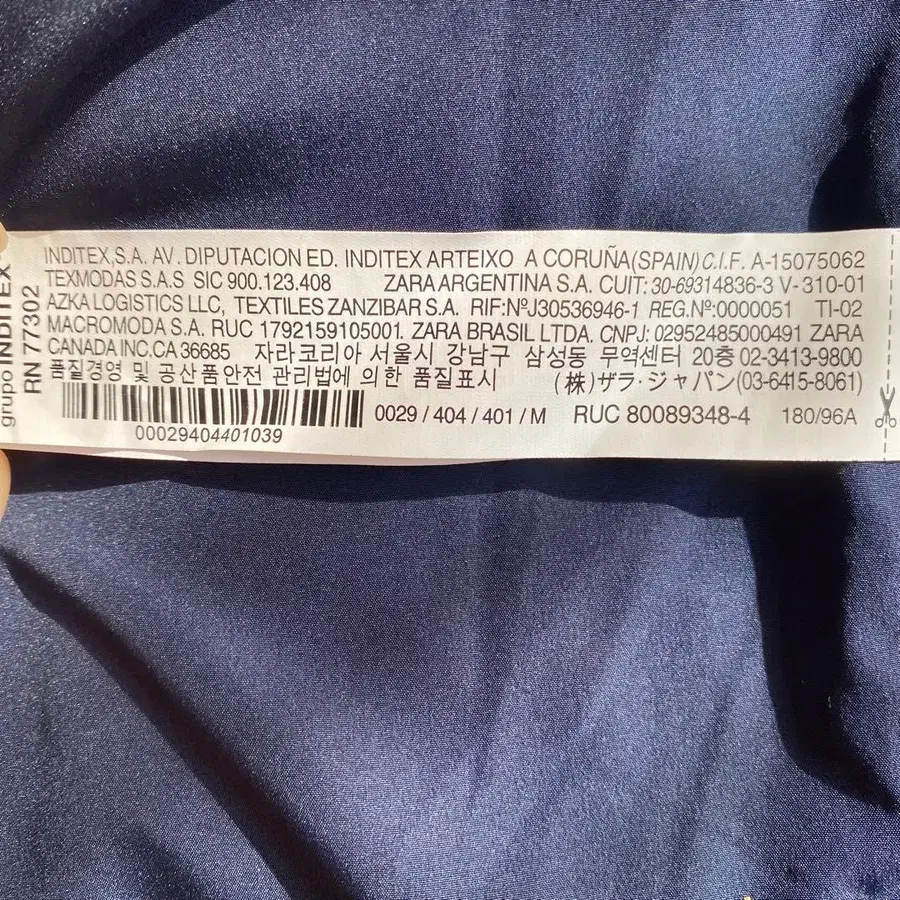 grupo INDITEX
RN 77302
INDITEX,S.A. AV. DIPUTACION ED. INDITEX ARTEIXO A CORUÑA(SPAIN) C.I.F. A-15075062
TEXMODAS S.A.S SIC 900.123.408 ZARA ARGENTINA S.A. CUIT: 30-69314836-3 V-310-01
AZKA LOGISTICS LLC, TEXTILES ZANZIBAR S.A. RIF:NºJ30536946-1 REG.Nº:0000051 TI-02
MACROMODA S.A. RUC 1792159105001 ZARA BRASIL LTDA. CNPJ: 02952485000491 ZARA
CANADA INC.CA 36685 자라코리아 서울시 강남구 삼성동 무역센터 20층 02-3413-9800
품질경영 및 공산품안전 관리법에 의한 품질표시 (株)ザラ・ジャパン(03-6415-8061)
0029 / 404 / 401 / M RUC 80089348-4 180/96A
00029404401039